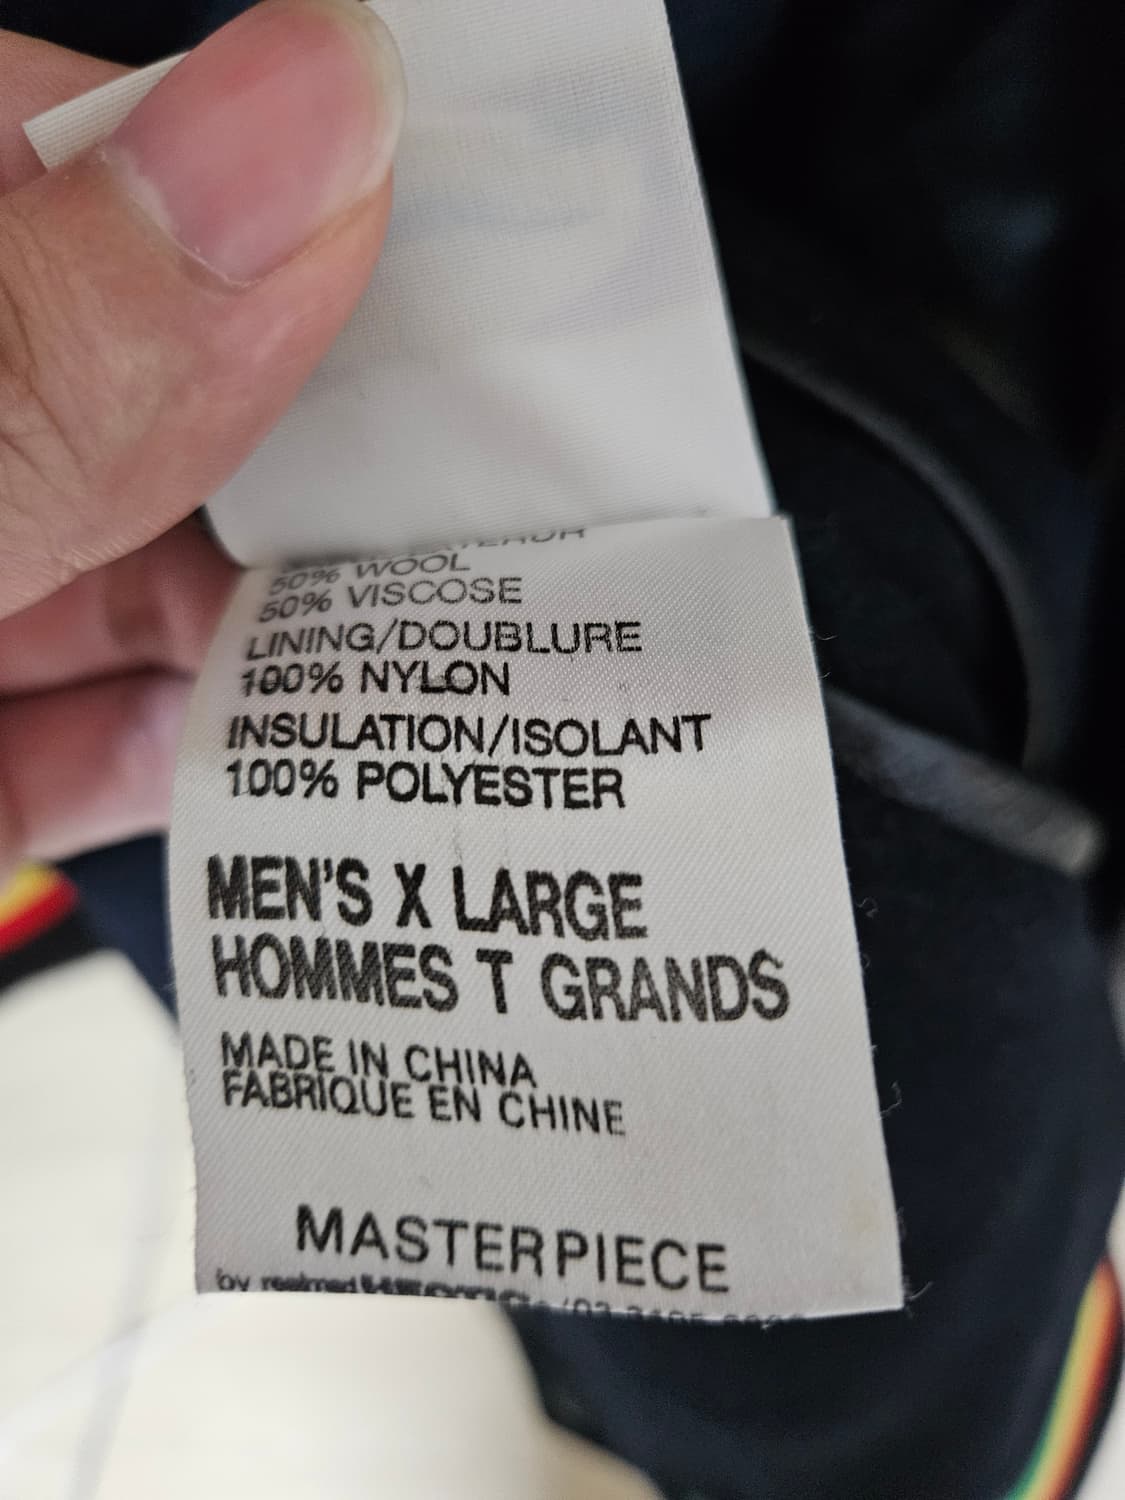 50% WOOL
50% VISCOSE
LINING/DOUBLURE
100% NYLON
INSULATION/ISOLANT
100% POLYESTER
MEN'S X LARGE
HOMMES T GRANDS
MADE IN CHINA
FABRIQUE EN CHINE
MASTERPIECE
by